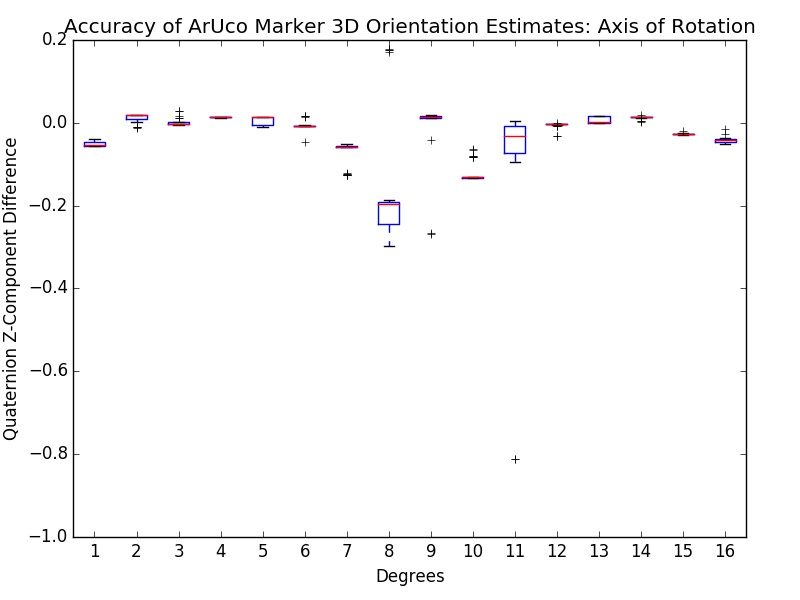 Accuracy of ArUco Marker 3D Orientation Estimates: Axis of Rotation
0.2
0.0
−0.2
−0.4
−0.6
−0.8
−1.0
Quaternion Z-Component Difference
1 2 3 4 5 6 7 8 9 10 11 12 13 14 15 16
Degrees